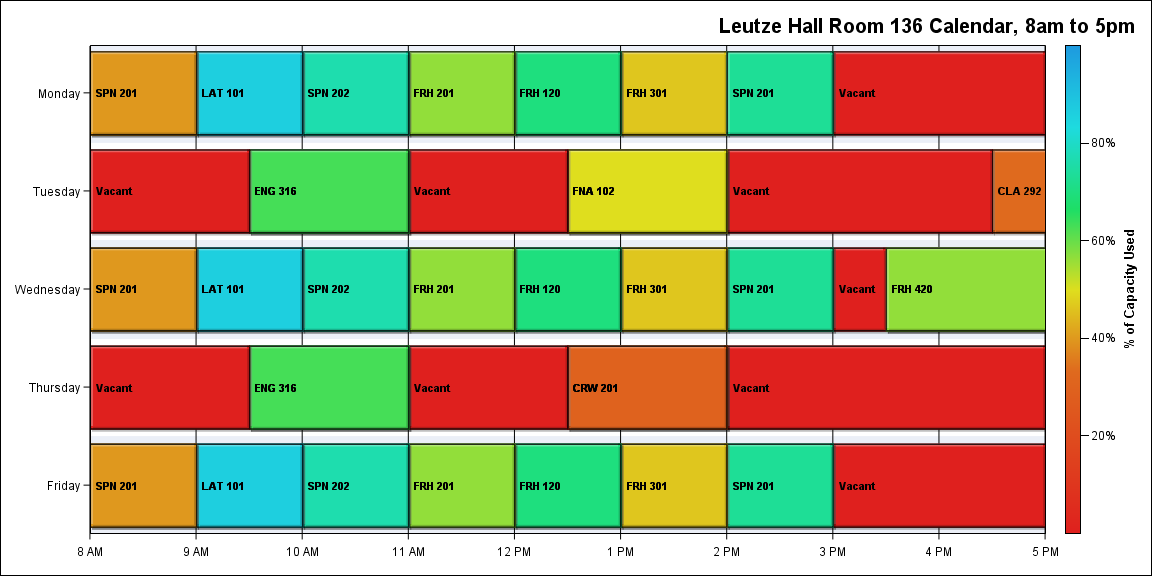 Leutze Hall Room 136 Calendar, 8am to 5pm
Monday
SPN 201
LAT 101
SPN 202
FRH 201
FRH 120
FRH 301
SPN 201
Vacant
Tuesday
Vacant
ENG 316
Vacant
FNA 102
Vacant
CLA 292
Wednesday
SPN 201
LAT 101
SPN 202
FRH 201
FRH 120
FRH 301
SPN 201
Vacant
FRH 420
Thursday
Vacant
ENG 316
Vacant
CRW 201
Vacant
Friday
SPN 201
LAT 101
SPN 202
FRH 201
FRH 120
FRH 301
SPN 201
Vacant
8 AM
9 AM
10 AM
11 AM
12 PM
1 PM
2 PM
3 PM
4 PM
5 PM
80%
60%
40%
20%
% of Capacity Used